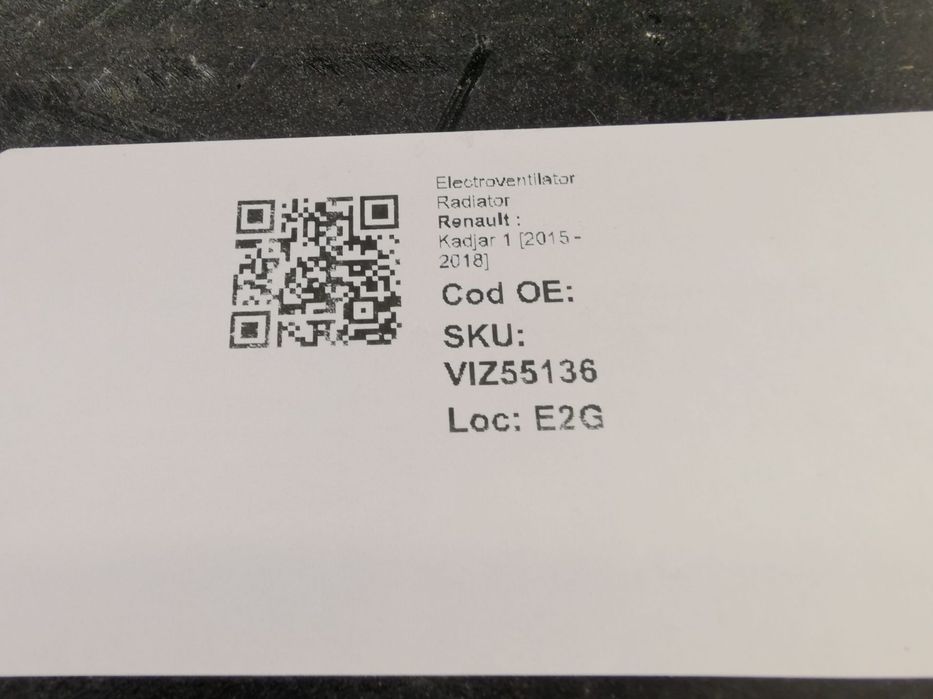 Electroventilator
Radiator
Renault :
Kadjar 1 [2015 -
2018]
Cod OE:
SKU:
VIZ55136
Loc: E2G